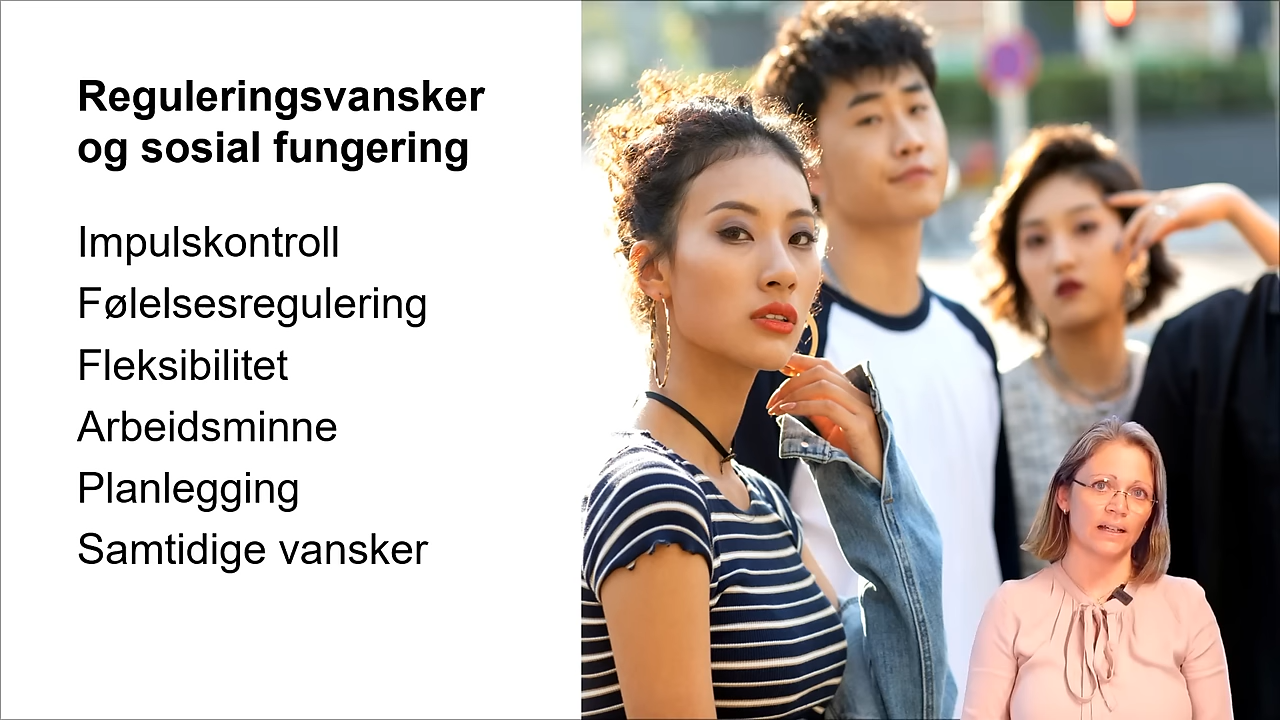 Reguleringsvansker
og sosial fungering
Impulskontroll
Følelsesregulering
Fleksibilitet
Arbeidsminne
Planlegging
Samtidige vansker